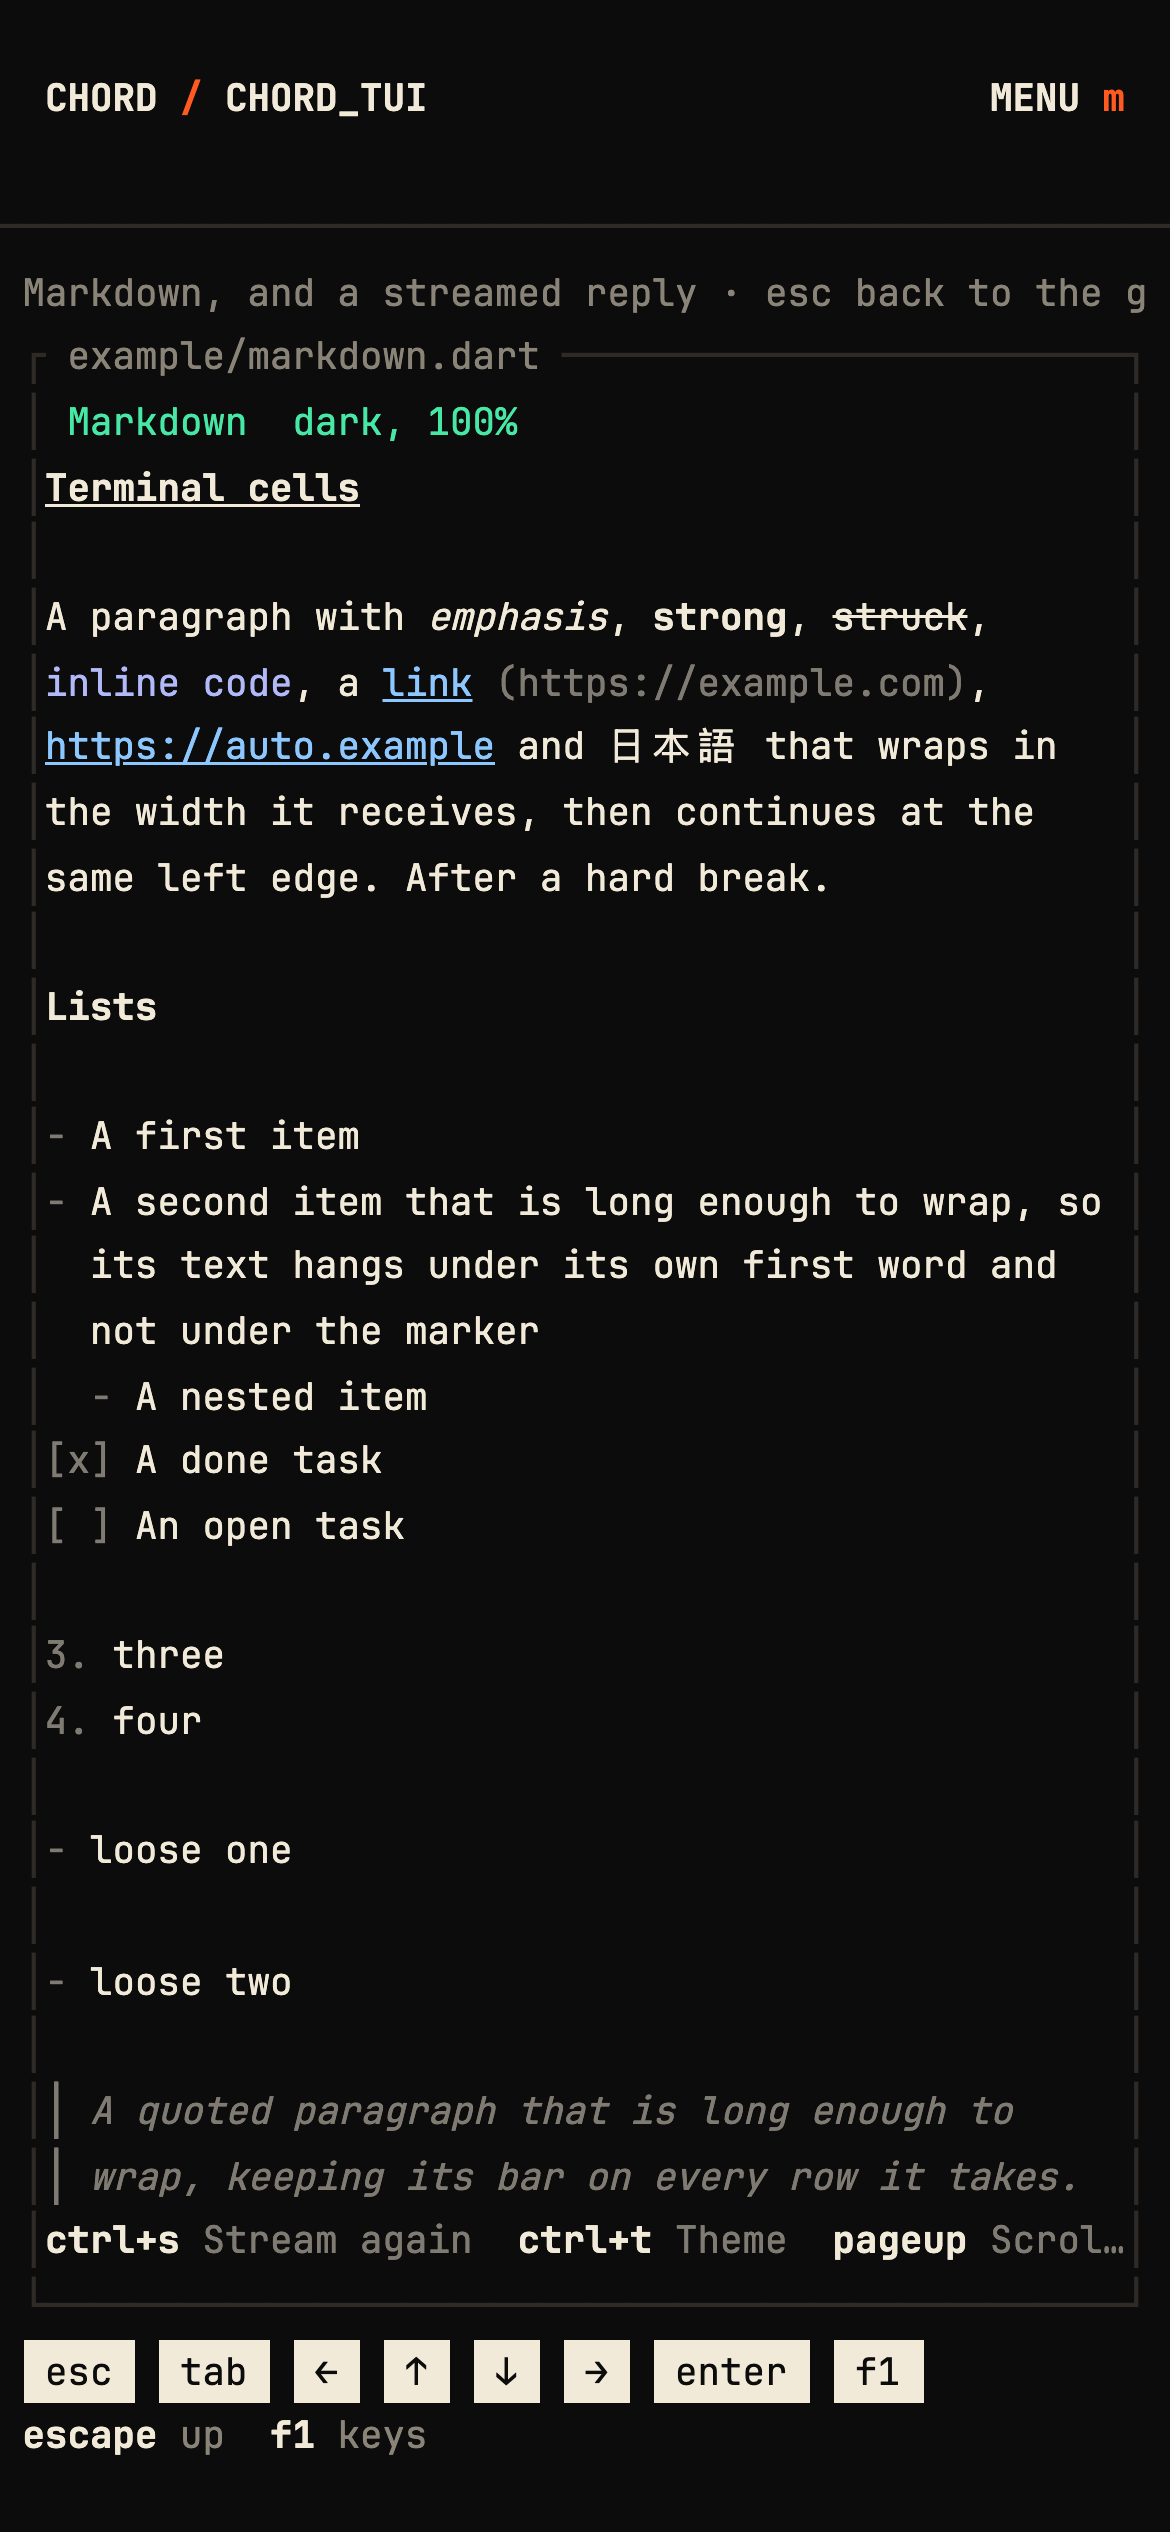 CHORD / CHORD_TUI
MENU m
Markdown, and a streamed reply · esc back to the g
example/markdown.dart
Markdown  dark, 100%
Terminal cells
A paragraph with emphasis, strong, struck,
inline code, a link (https://example.com),
https://auto.example and 日本語 that wraps in
the width it receives, then continues at the
same left edge. After a hard break.
Lists
- A first item
- A second item that is long enough to wrap, so
its text hangs under its own first word and
not under the marker
- A nested item
[x] A done task
[ ] An open task
3. three
4. four
- loose one
- loose two
A quoted paragraph that is long enough to
wrap, keeping its bar on every row it takes.
ctrl+s Stream again  ctrl+t Theme  pageup Scrol…
esc tab ← ↑ ↓ → enter f1
escape up  f1 keys